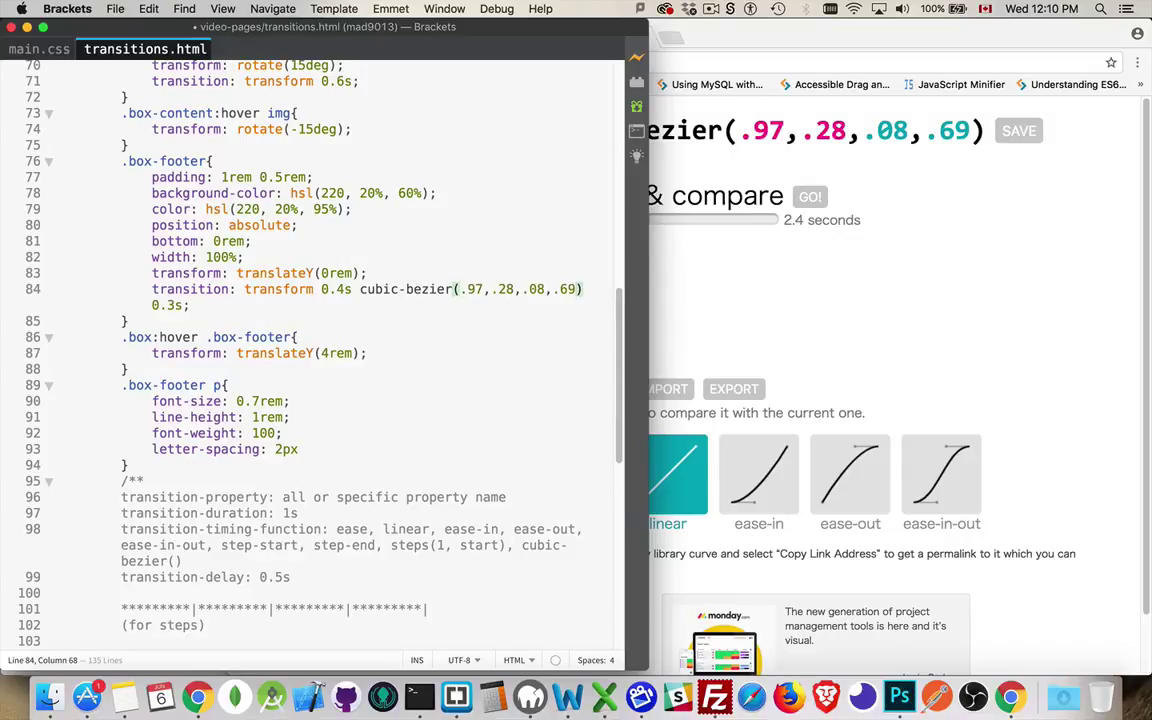 Brackets File Edit Find View Navigate Template Emmet Window Debug Help 100% Wed 12:10 PM
• video-pages/transitions.html (mad9013) — Brackets
main.css transitions.html
70 transform: rotate(15deg);
71 transition: transform 0.6s;
72 }
73 .box-content:hover img{
74 transform: rotate(-15deg);
75 }
76 .box-footer{
77 padding: 1rem 0.5rem;
78 background-color: hsl(220, 20%, 60%);
79 color: hsl(220, 20%, 95%);
80 position: absolute;
81 bottom: 0rem;
82 width: 100%;
83 transform: translateY(0rem);
84 transition: transform 0.4s cubic-bezier(.97,.28,.08,.69)
0.3s;
85 }
86 .box:hover .box-footer{
87 transform: translateY(4rem);
88 }
89 .box-footer p{
90 font-size: 0.7rem;
91 line-height: 1rem;
92 font-weight: 100;
93 letter-spacing: 2px
94 }
95 /**
96 transition-property: all or specific property name
97 transition-duration: 1s
98 transition-timing-function: ease, linear, ease-in, ease-out,
ease-in-out, step-start, step-end, steps(1, start), cubic-
bezier()
99 transition-delay: 0.5s
100
101 *********|*********|*********|*********|
102 (for steps)
103
Line 84, Column 68 — 135 Lines INS UTF-8 HTML Spaces: 4
Using MySQL with... Accessible Drag an... JS JavaScript Minifier Understanding ES6... »
ezier(.97,.28,.08,.69) SAVE
& compare GO!
2.4 seconds
MPORT EXPORT
o compare it with the current one.
linear ease-in ease-out ease-in-out
y library curve and select “Copy Link Address” to get a permalink to it which you can
monday.com
The new generation of project
management tools is here and it's
visual.